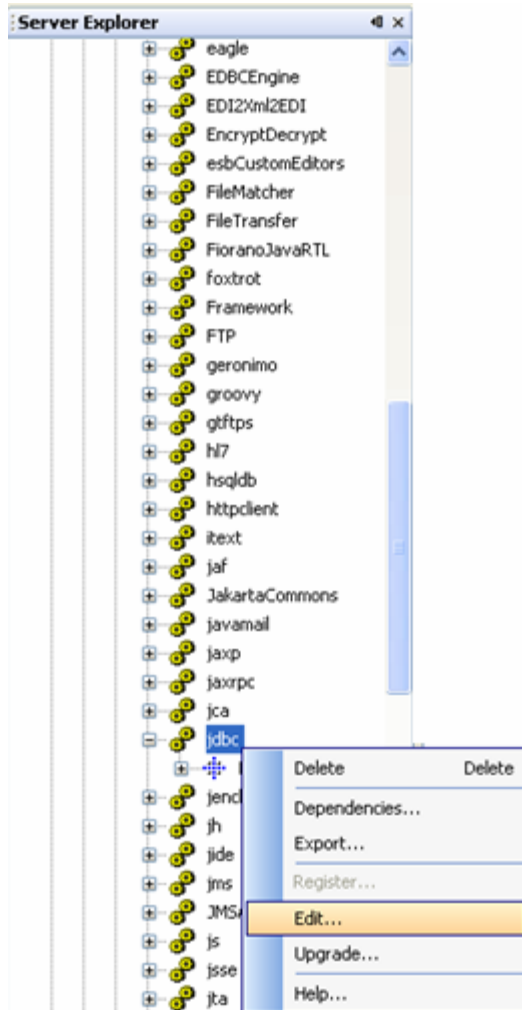 Server Explorer
eagle
EDBCEngine
EDI2Xml2EDI
EncryptDecrypt
esbCustomEditors
FileMatcher
FileTransfer
FioranoJavaRTL
foxtrot
Framework
FTP
geronimo
groovy
gtftps
hl7
hsqldb
httpclient
itext
jaf
JakartaCommons
javamail
jaxp
jaxrpc
jca
jdbc
Delete Delete
Dependencies...
Export...
Register...
Edit...
Upgrade...
Help...
jh
jide
jms
js
jsse
jta